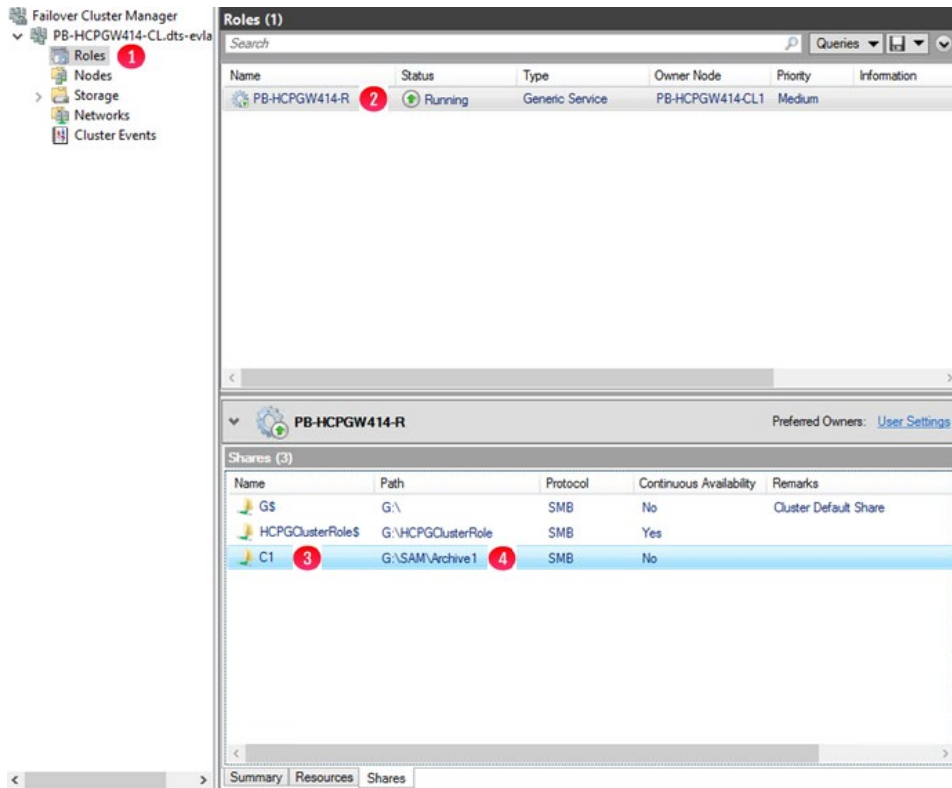 Failover Cluster Manager
PB-HCPGW414-CL.dts-evla
Roles 1
Nodes
Storage
Networks
Cluster Events
Roles (1)
Search Queries
Name Status Type Owner Node Priority Information
PB-HCPGW414-R 2 Running Generic Service PB-HCPGW414-CL1 Medium
PB-HCPGW414-R Preferred Owners: User Settings
Shares (3)
Name Path Protocol Continuous Availability Remarks
G$ G:\ SMB No Cluster Default Share
HCPGClusterRole$ G:\HCPGClusterRole SMB Yes
C1 3 G:\SAM\Archive1 4 SMB No
Summary Resources Shares